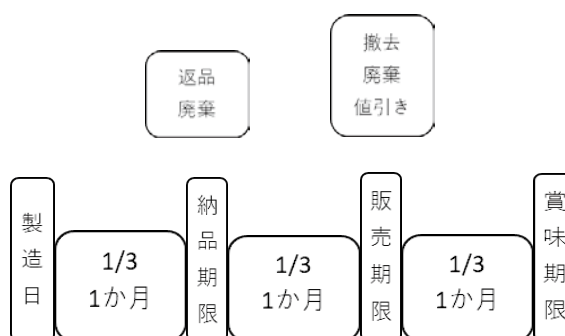 返品
廃棄
撤去
廃棄
値引き
製造日
1/3
1か月
納品期限
1/3
1か月
販売期限
1/3
1か月
賞味期限